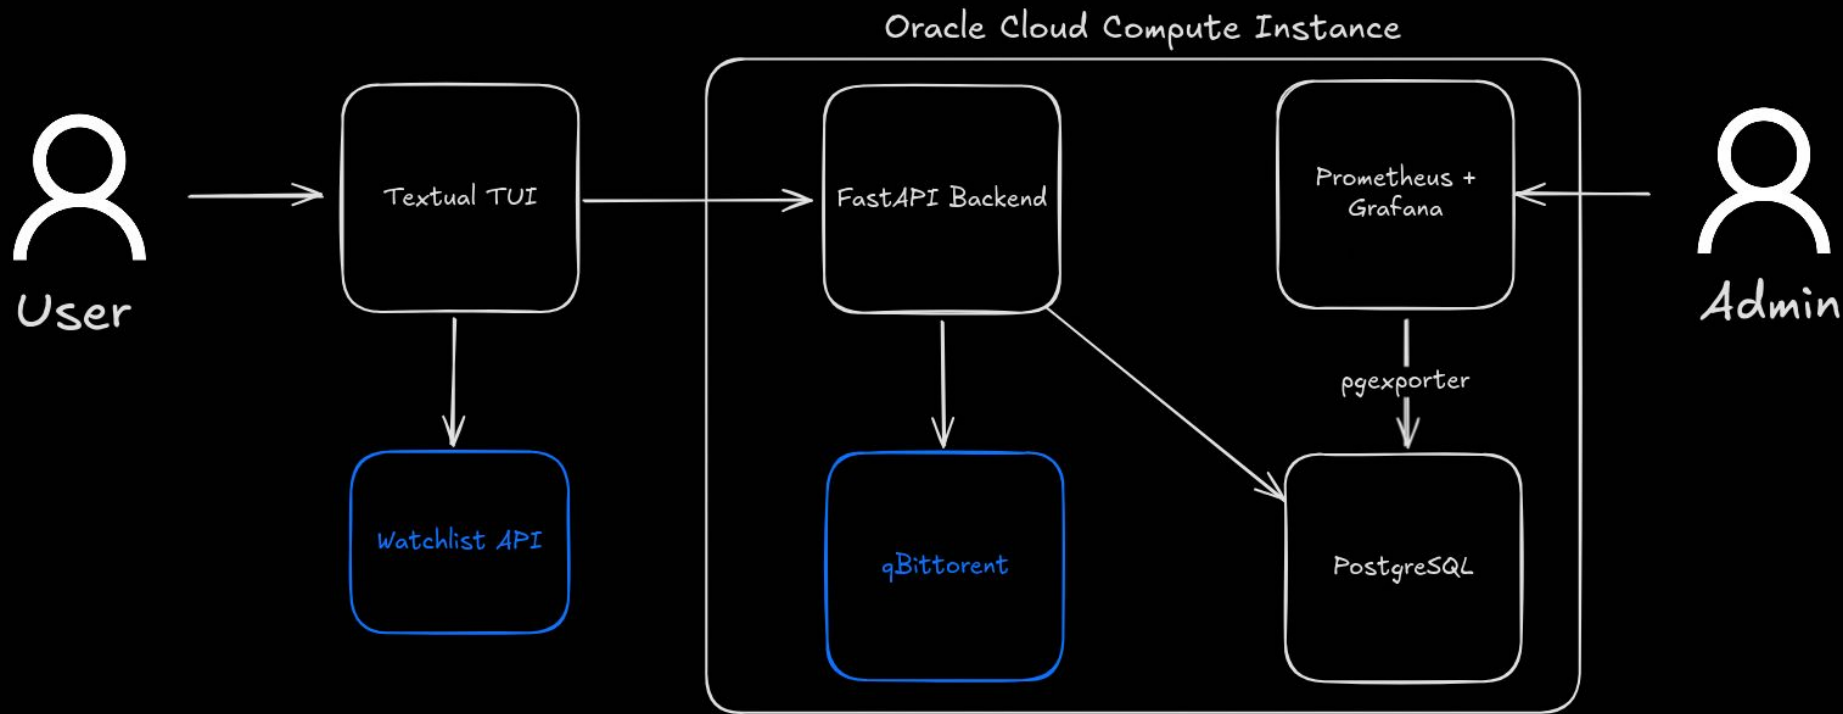 Oracle Cloud Compute Instance
User
Textual TUI
FastAPI Backend
Prometheus +
Grafana
Admin
pgexporter
Watchlist API
qBittorent
PostgreSQL